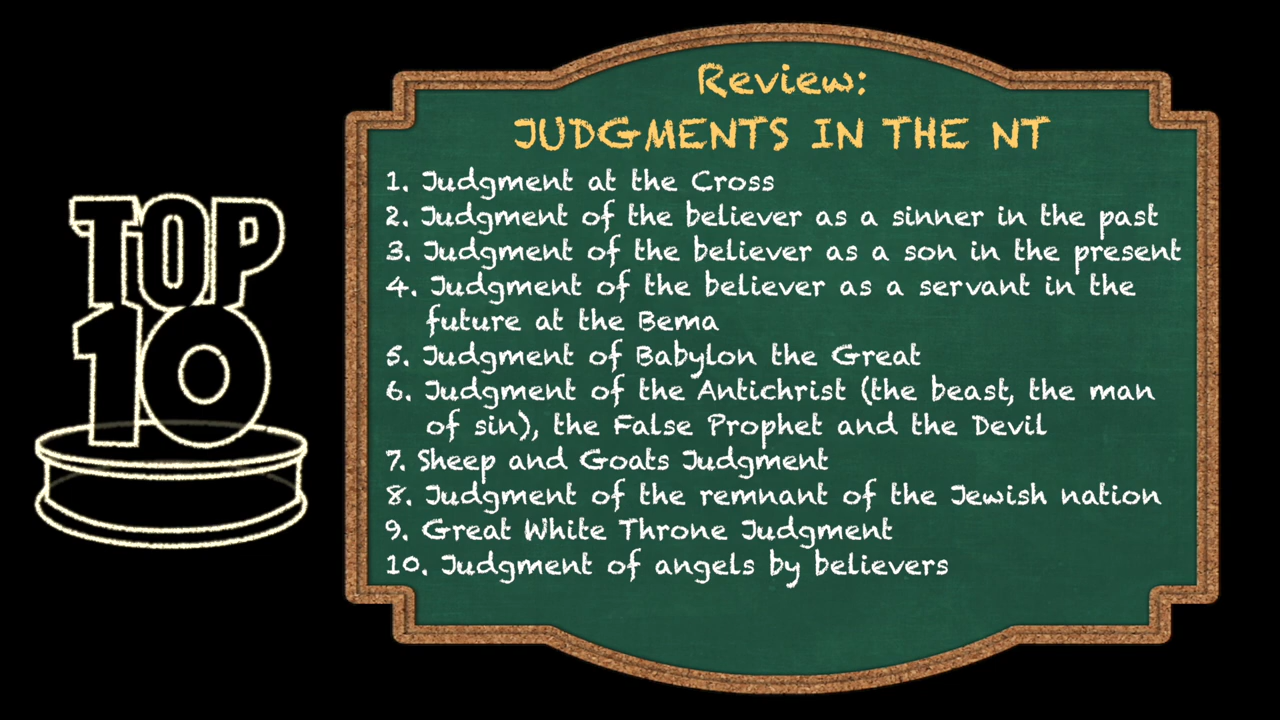 TOP
10
Review:
JUDGMENTS IN THE NT
1. Judgment at the Cross
2. Judgment of the believer as a sinner in the past
3. Judgment of the believer as a son in the present
4. Judgment of the believer as a servant in the
future at the Bema
5. Judgment of Babylon the Great
6. Judgment of the Antichrist (the beast, the man
of sin), the False Prophet and the Devil
7. Sheep and Goats Judgment
8. Judgment of the remnant of the Jewish nation
9. Great White Throne Judgment
10. Judgment of angels by believers